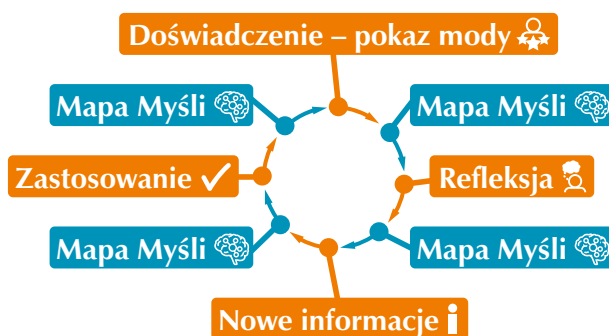 Doświadczenie – pokaz mody
Mapa Myśli
Mapa Myśli
Zastosowanie
Refleksja
Mapa Myśli
Mapa Myśli
Nowe informacje